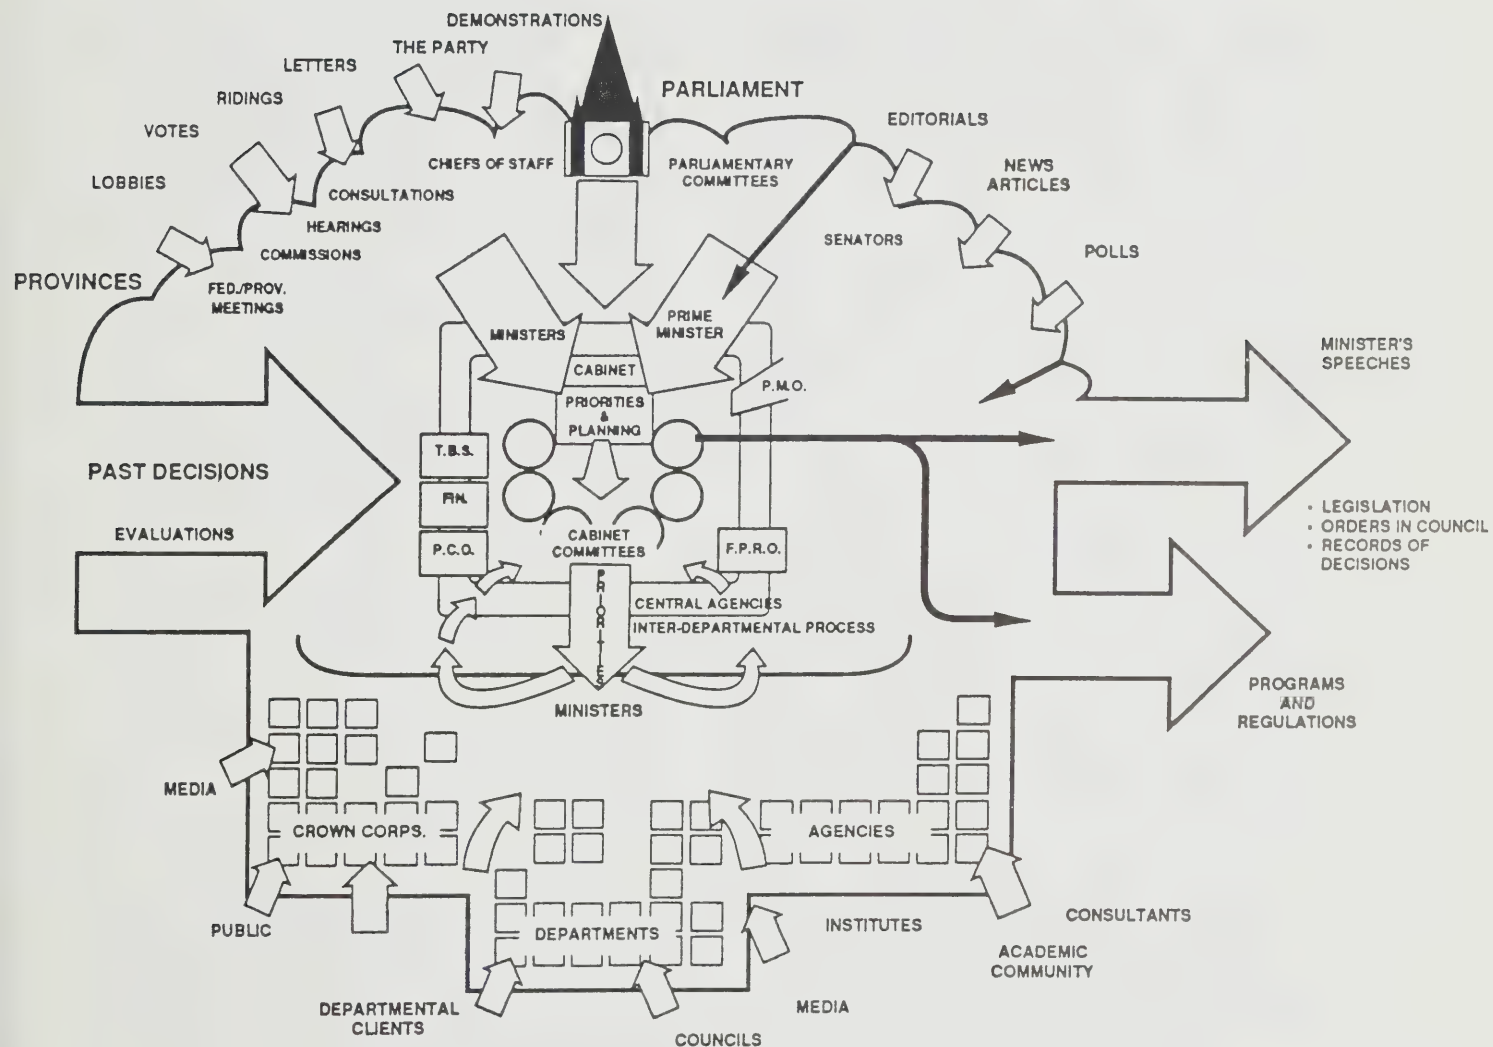 DEMONSTRATIONS
THE PARTY
LETTERS
PARLIAMENT
RIDINGS
EDITORIALS
VOTES
CHIEFS OF STAFF
PARLIAMENTARY
COMMITTEES
NEWS
ARTICLES
LOBBIES
CONSULTATIONS
HEARINGS
SENATORS
COMMISSIONS
POLLS
PROVINCES
FED./PROV.
MEETINGS
MINISTERS
PRIME
MINISTER
MINISTER'S
SPEECHES
CABINET
P.M.O.
PRIORITIES
&
PLANNING
T.B.S.
PAST DECISIONS
FIN.
EVALUATIONS
• LEGISLATION
• ORDERS IN COUNCIL
• RECORDS OF
DECISIONS
P.C.O.
CABINET
COMMITTEES
F.P.R.O.
PRIORITIES
CENTRAL AGENCIES
INTER-DEPARTMENTAL PROCESS
MINISTERS
PROGRAMS
AND
REGULATIONS
MEDIA
CROWN CORPS.
AGENCIES
PUBLIC
DEPARTMENTS
INSTITUTES
CONSULTANTS
ACADEMIC
COMMUNITY
DEPARTMENTAL
CLIENTS
MEDIA
COUNCILS